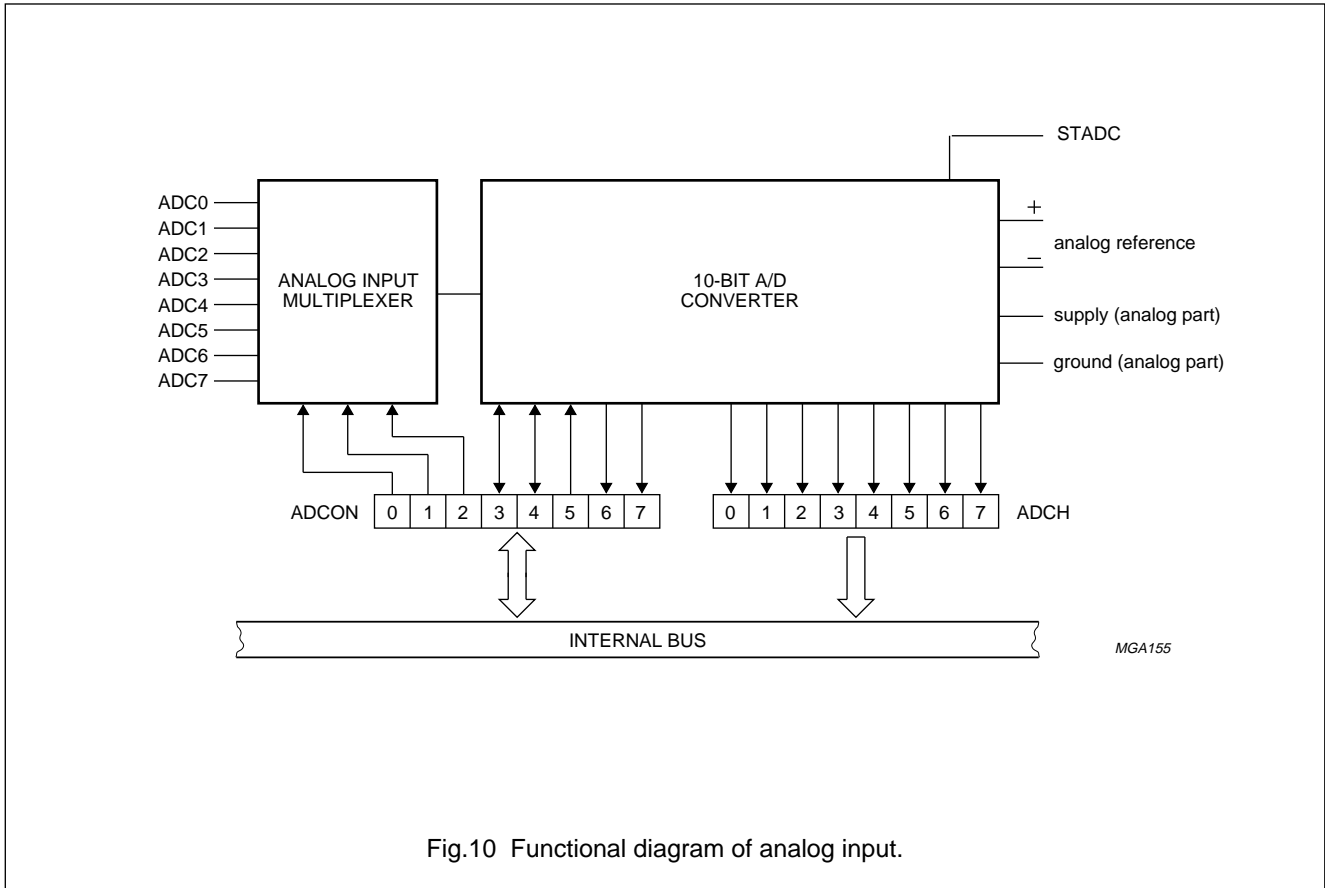 STADC
ADC0
ADC1
ADC2
ADC3
ADC4
ADC5
ADC6
ADC7
ANALOG INPUT
MULTIPLEXER
10-BIT A/D
CONVERTER
+
analog reference
−
supply (analog part)
ground (analog part)
ADCON 0 1 2 3 4 5 6 7
0 1 2 3 4 5 6 7 ADCH
INTERNAL BUS
MGA155
Fig.10 Functional diagram of analog input.